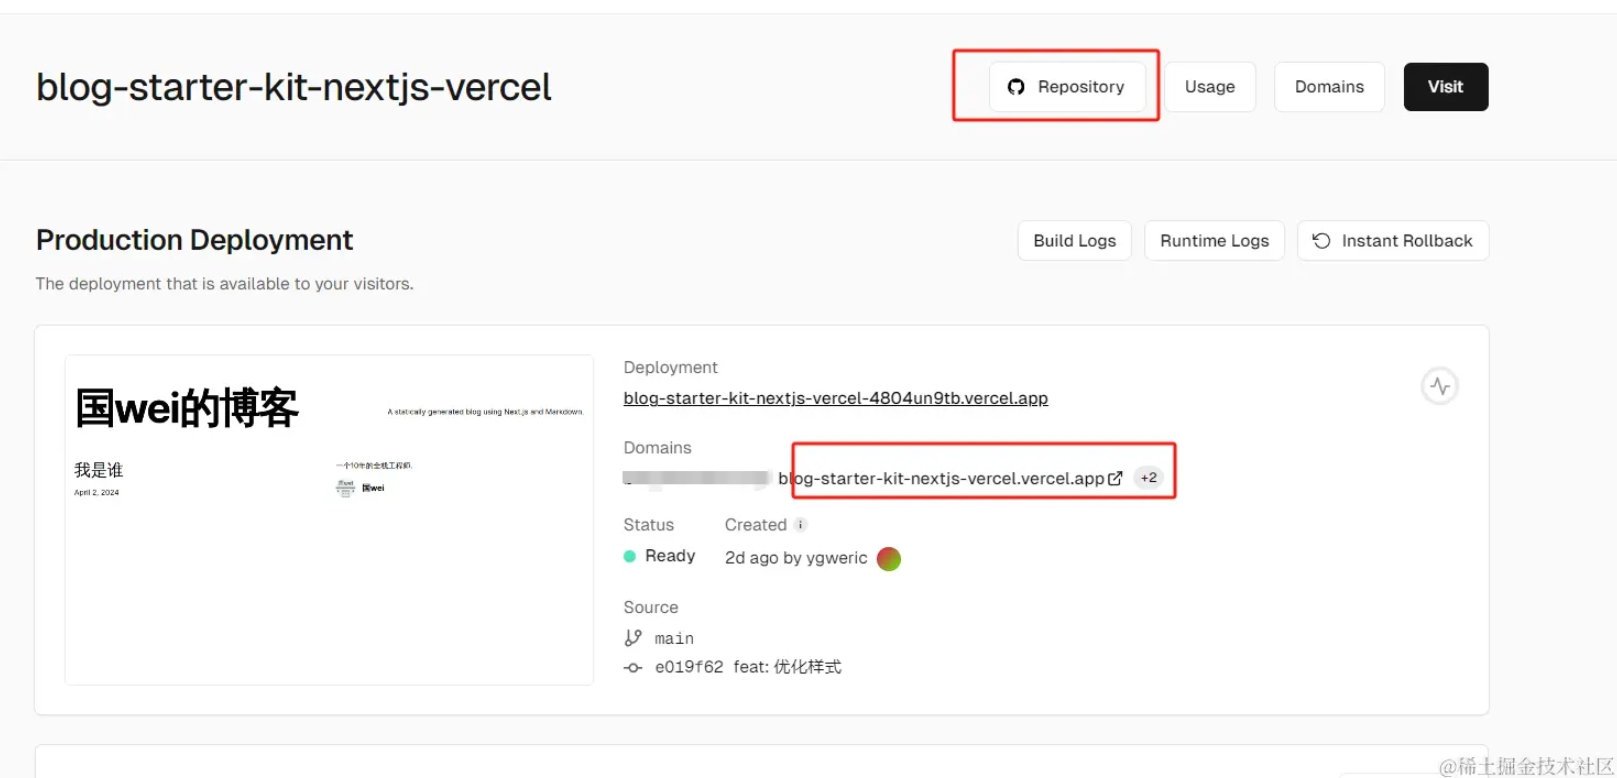 blog-starter-kit-nextjs-vercel
Repository
Usage
Domains
Visit
Production Deployment
Build Logs
Runtime Logs
Instant Rollback
The deployment that is available to your visitors.
国wei的博客
A statically generated blog using Next.js and Markdown.
我是谁
April 2, 2024
一个10年的全栈工程师.
国wei
Deployment
blog-starter-kit-nextjs-vercel-4804un9tb.vercel.app
Domains
blog-starter-kit-nextjs-vercel.vercel.app +2
Status
Created
Ready
2d ago by ygweric
Source
main
e019f62 feat: 优化样式
@稀土掘金技术社区